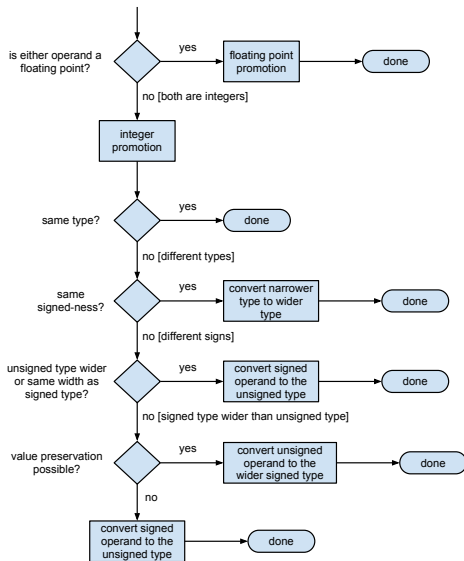 is either operand a
floating point?
yes
floating point
promotion
done
no [both are integers]
integer
promotion
same type?
yes
done
no [different types]
same
signed-ness?
yes
convert narrower
type to wider
type
done
no [different signs]
unsigned type wider
or same width as
signed type?
yes
convert signed
operand to the
unsigned type
done
no [signed type wider than unsigned type]
value preservation
possible?
yes
convert unsigned
operand to the
wider signed type
done
no
convert signed
operand to the
unsigned type
done